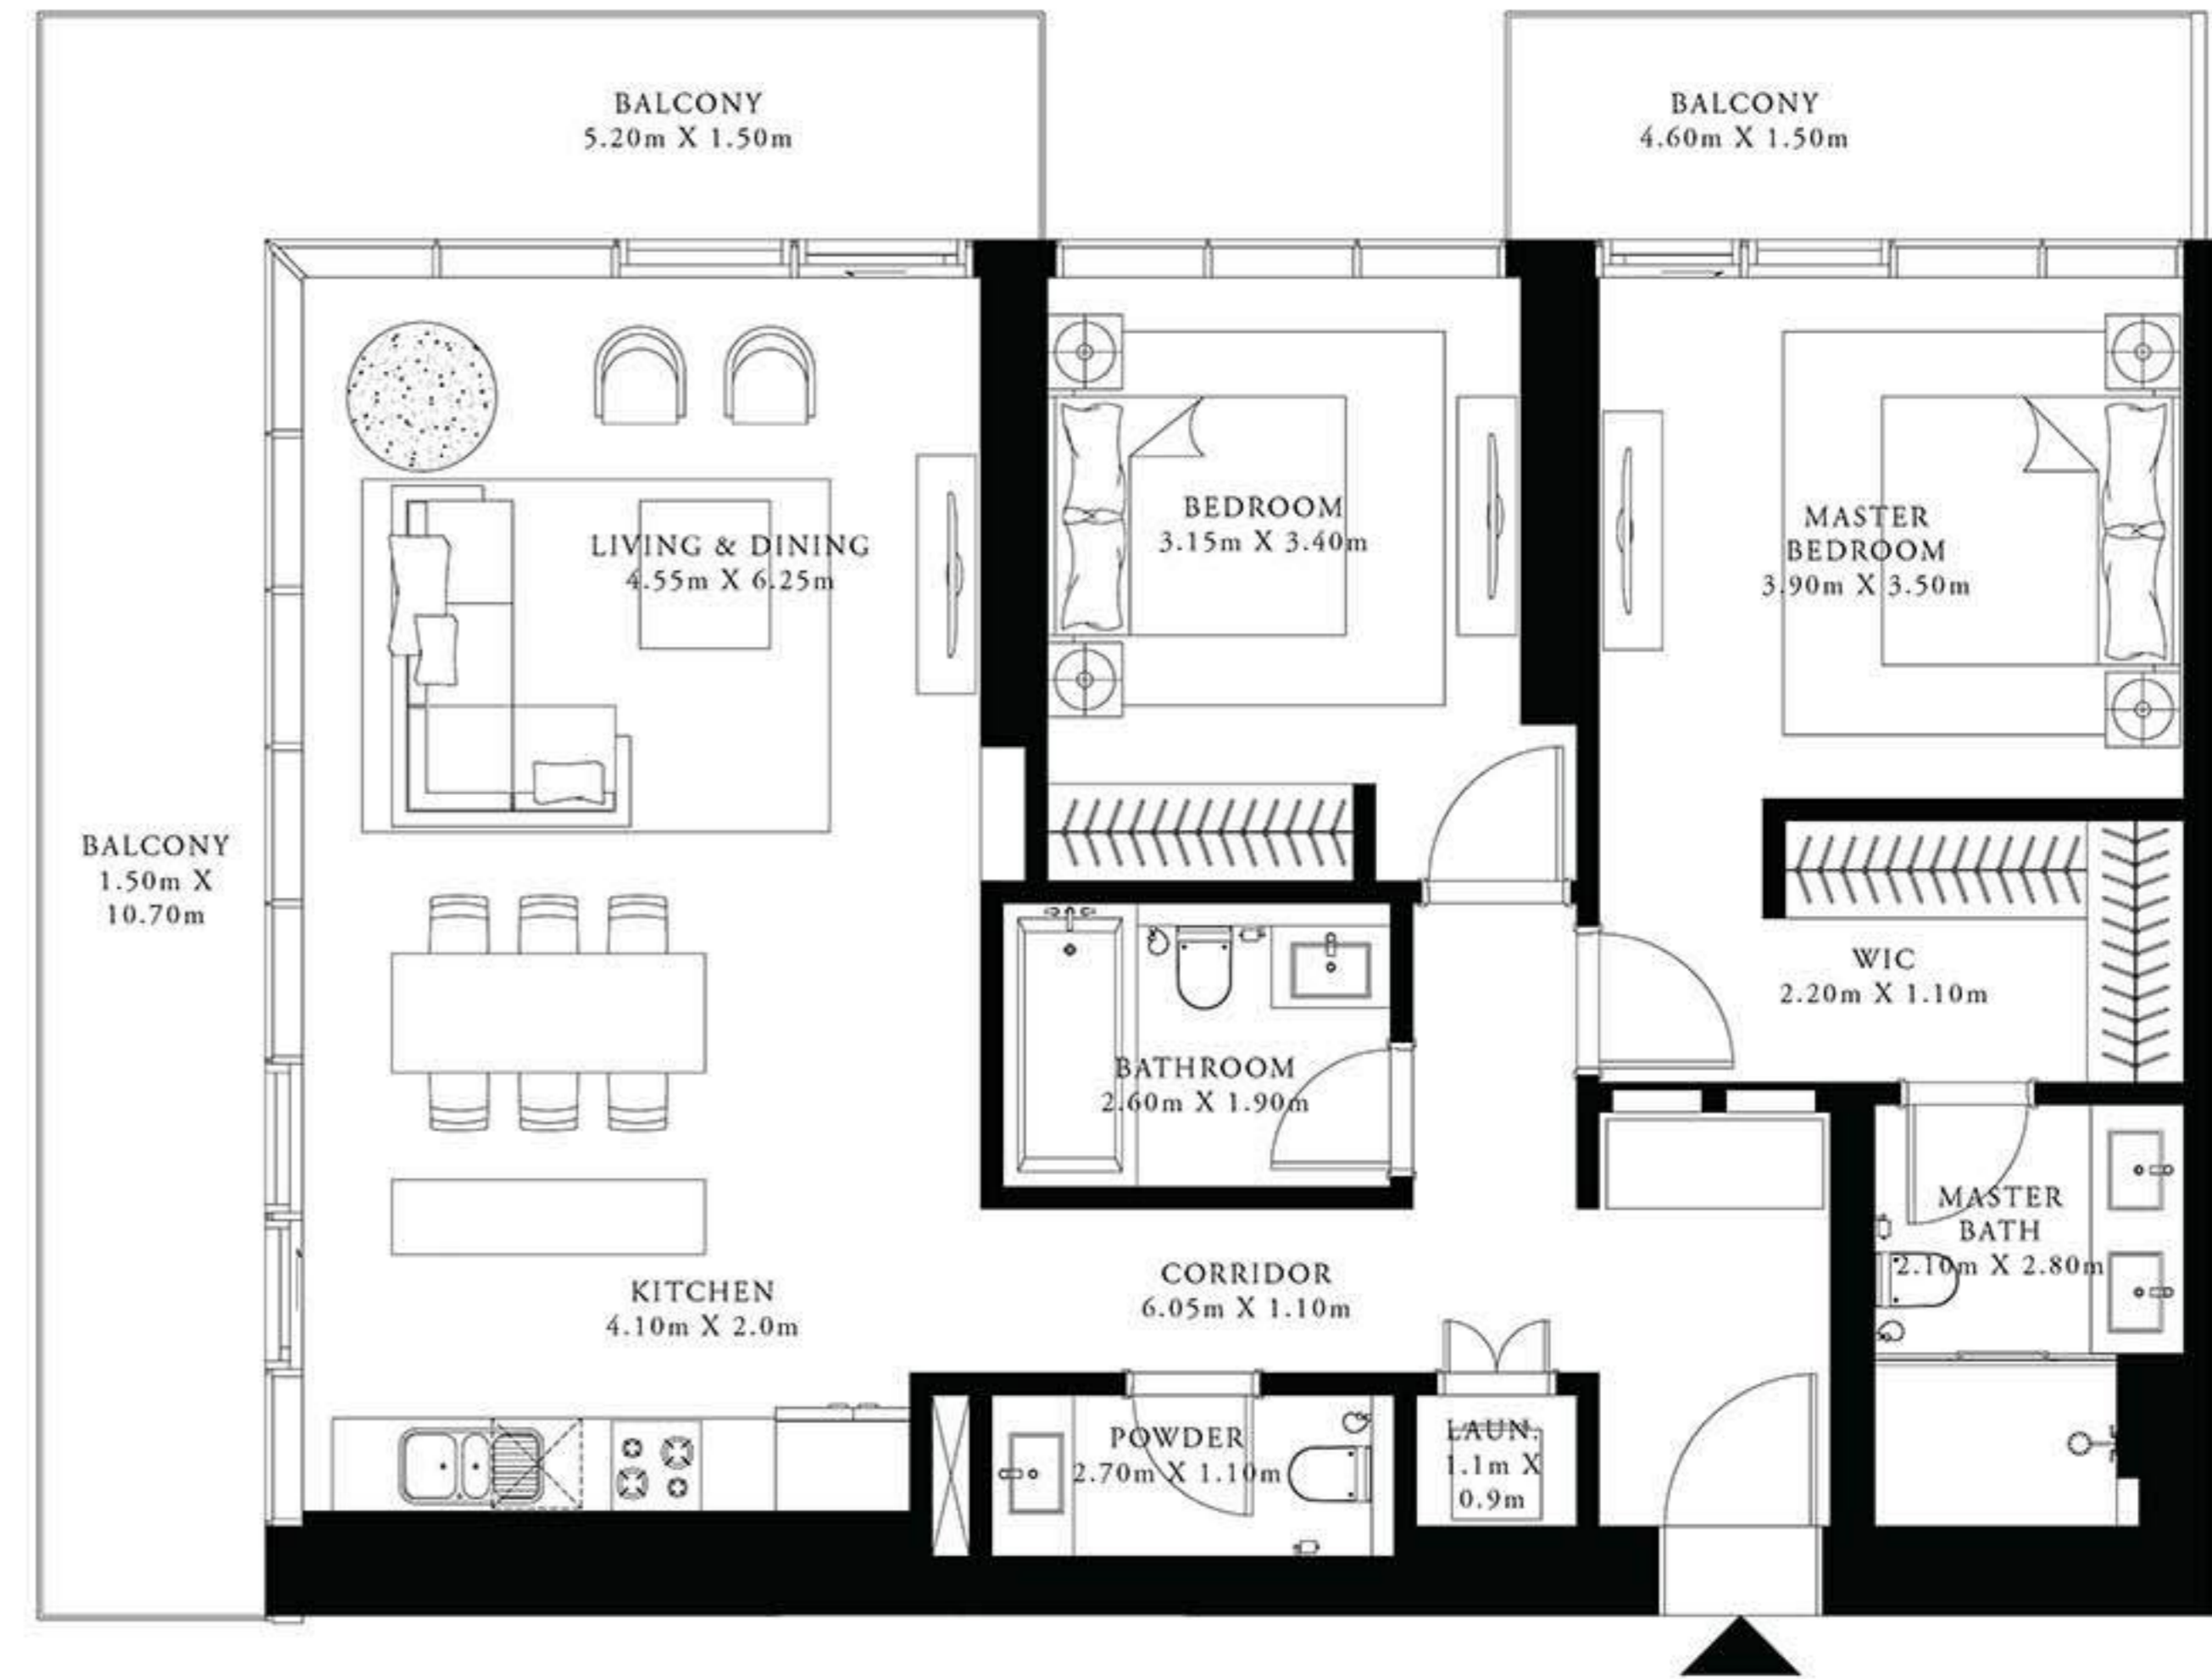 BALCONY
5.20m X 1.50m
BALCONY
4.60m X 1.50m
LIVING & DINING
4.55m X 6.25m
BEDROOM
3.15m X 3.40m
MASTER
BEDROOM
3.90m X 3.50m
BALCONY
1.50m X
10.70m
WIC
2.20m X 1.10m
BATHROOM
2.60m X 1.90m
MASTER
BATH
2.10m X 2.80m
KITCHEN
4.10m X 2.0m
CORRIDOR
6.05m X 1.10m
POWDER
2.70m X 1.10m
LAUN.
1.1m X
0.9m